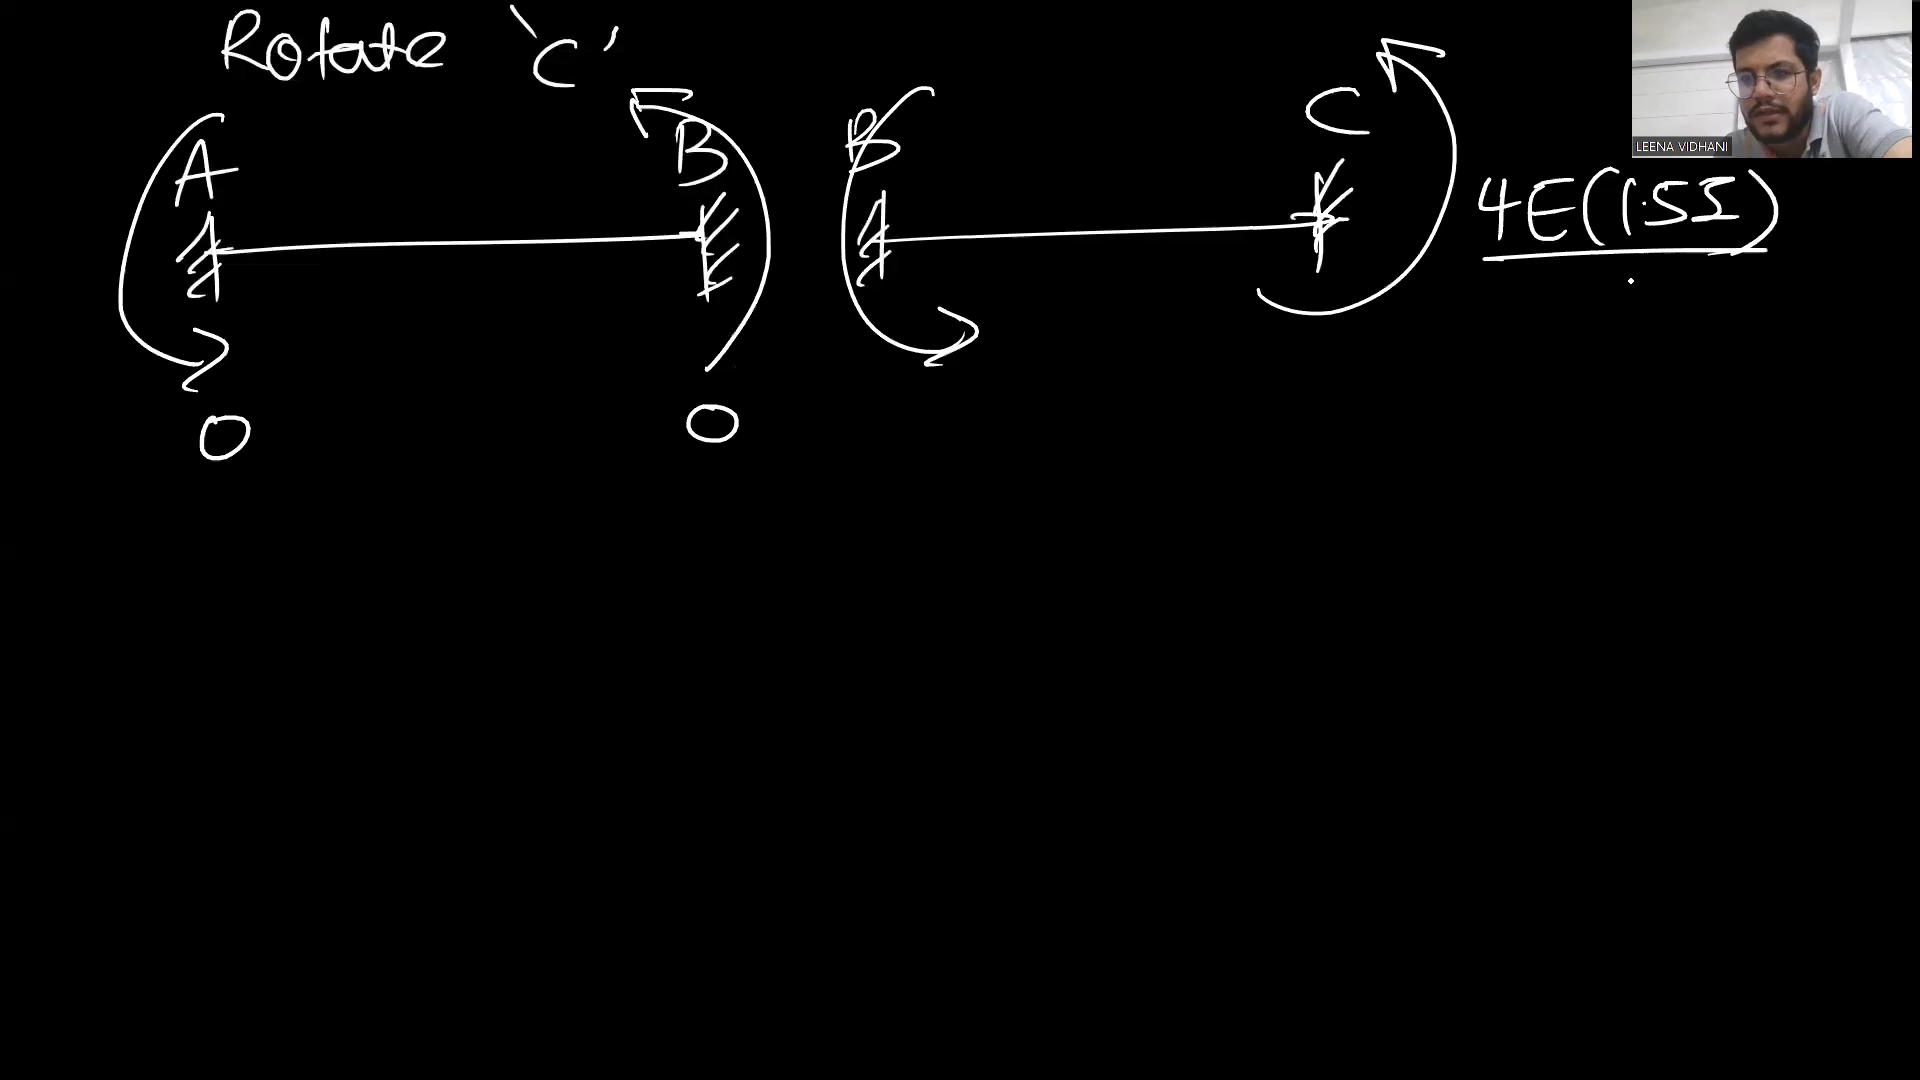 Rotate 'C'
A B B C
4E(1.5I)
0 0
LEENA VIDHANI